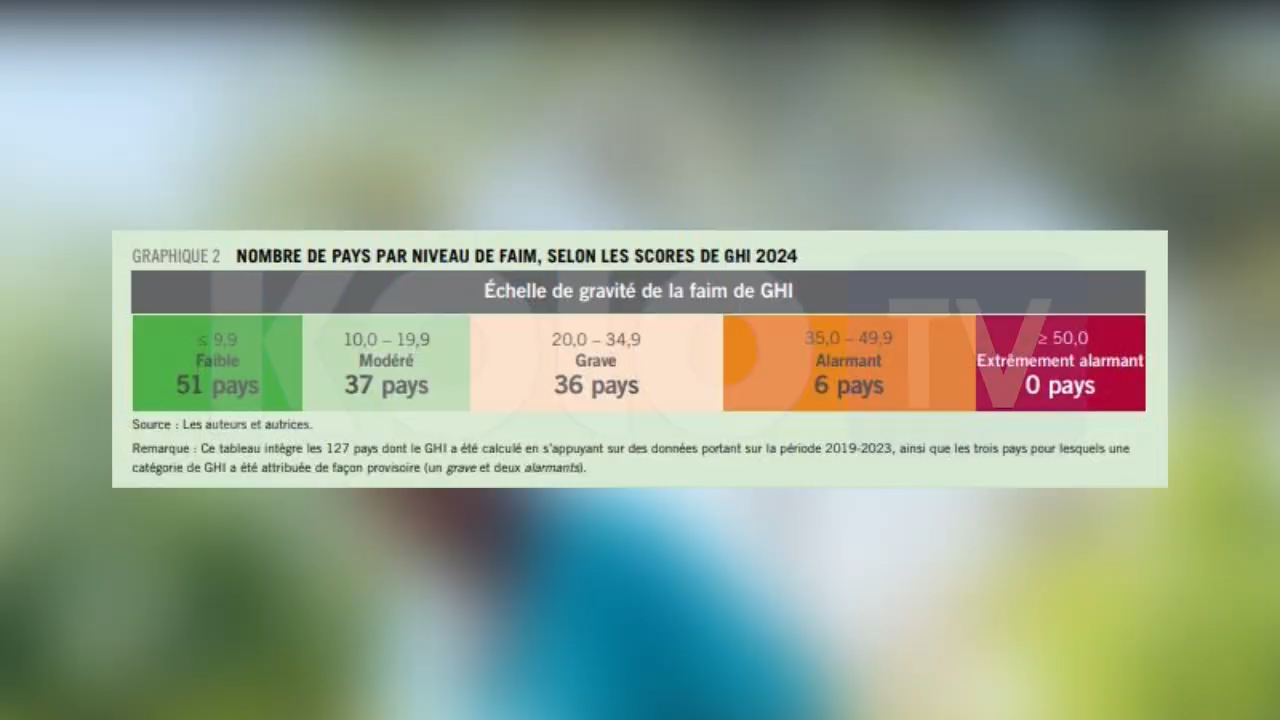 GRAPHIQUE 2 NOMBRE DE PAYS PAR NIVEAU DE FAIM, SELON LES SCORES DE GHI 2024
Échelle de gravité de la faim de GHI
≤ 9,9
Faible
51 pays
10,0 – 19,9
Modéré
37 pays
20,0 – 34,9
Grave
36 pays
35,0 – 49,9
Alarmant
6 pays
≥ 50,0
Extrêmement alarmant
0 pays
Source : Les auteurs et autrices.
Remarque : Ce tableau intègre les 127 pays dont le GHI a été calculé en s'appuyant sur des données portant sur la période 2019-2023, ainsi que les trois pays pour lesquels une
catégorie de GHI a été attribuée de façon provisoire (un grave et deux alarmants).
kolo TV